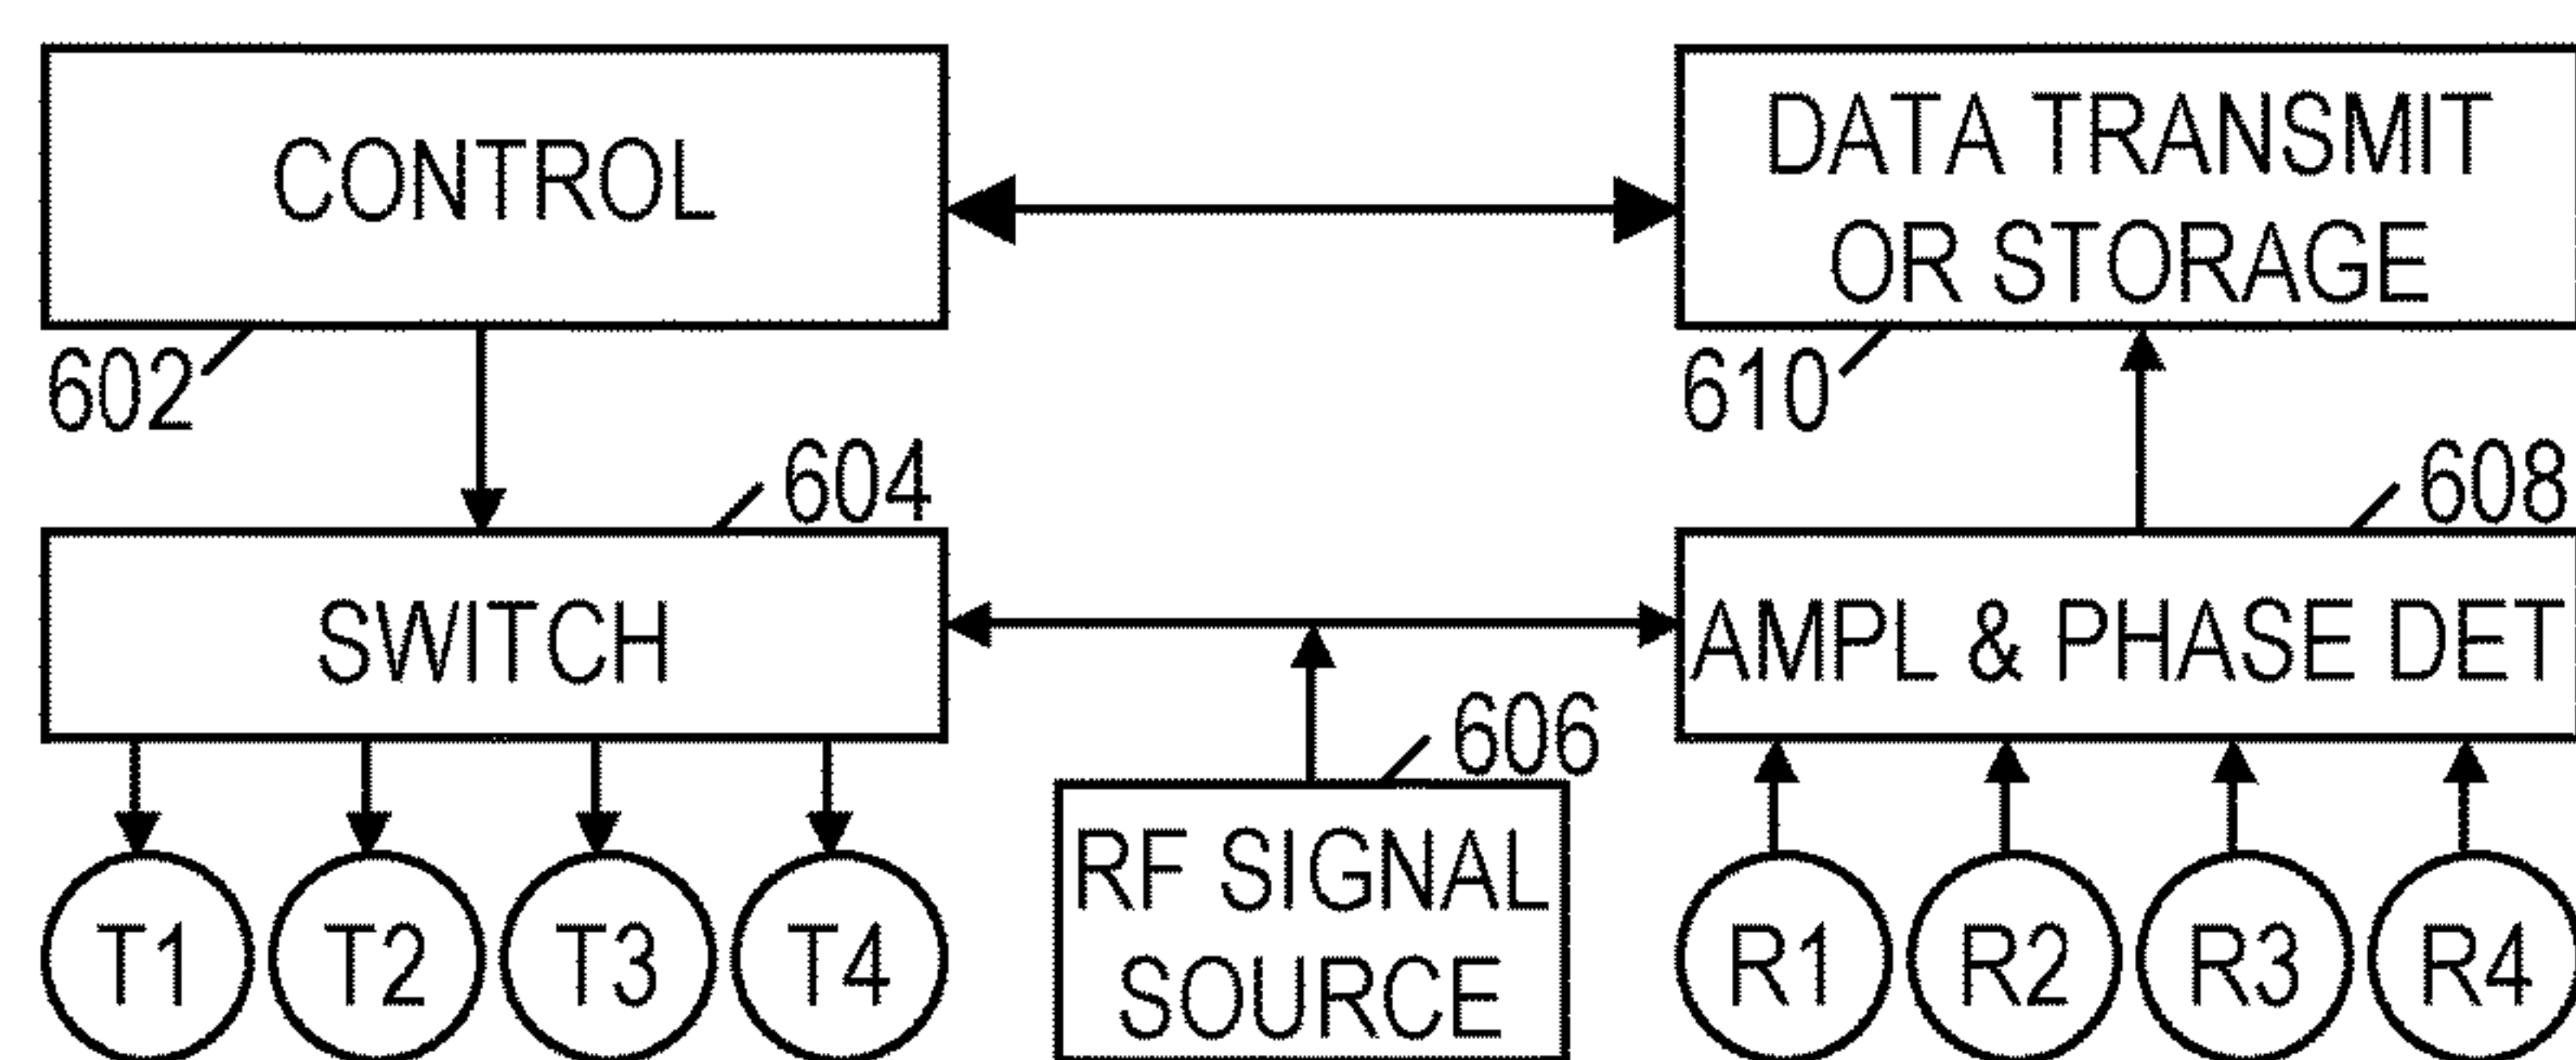 CONTROL
DATA TRANSMIT
OR STORAGE
602
610
604
608
SWITCH
AMPL & PHASE DET
606
RF SIGNAL
SOURCE
T1 T2 T3 T4
R1 R2 R3 R4